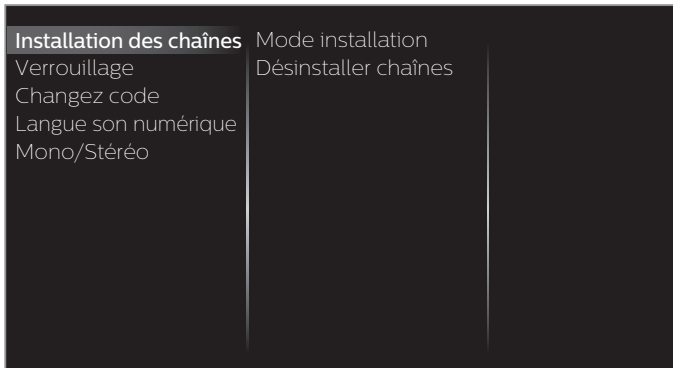 Installation des chaînes
Verrouillage
Changez code
Langue son numérique
Mono/Stéréo
Mode installation
Désinstaller chaînes